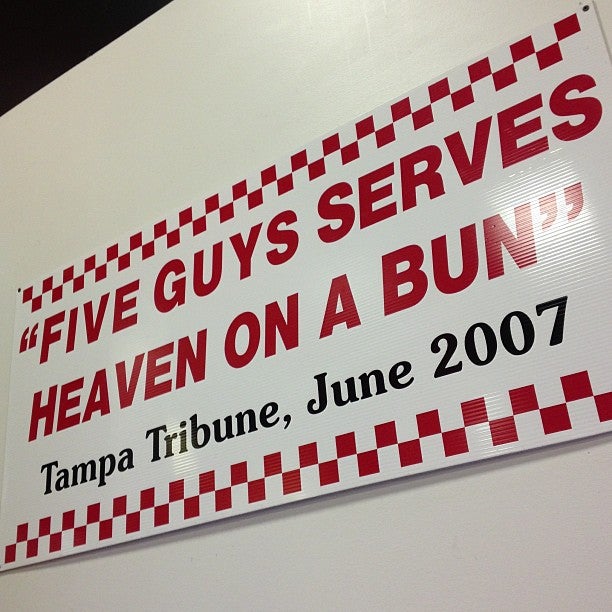 “FIVE GUYS SERVES
HEAVEN ON A BUN”
Tampa Tribune, June 2007